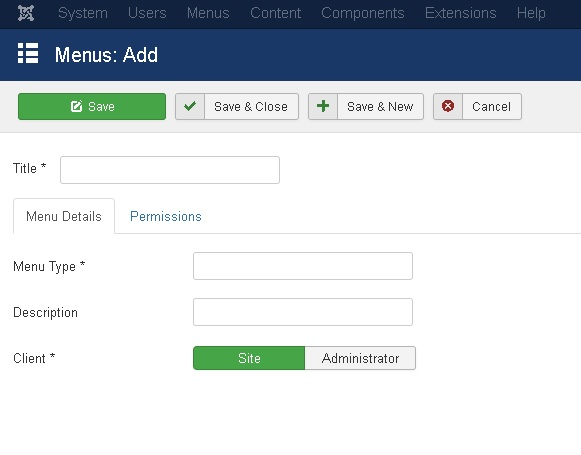 System Users Menus Content Components Extensions Help
Menus: Add
Save Save & Close Save & New Cancel
Title *
Menu Details Permissions
Menu Type *
Description
Client * Site Administrator